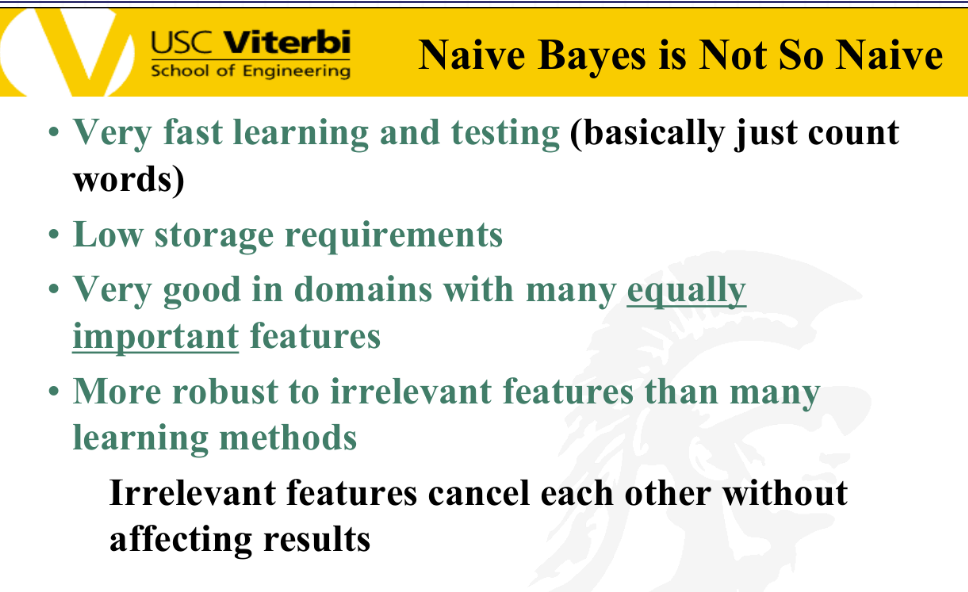 USC Viterbi
School of Engineering
Naive Bayes is Not So Naive
• Very fast learning and testing (basically just count
words)
• Low storage requirements
• Very good in domains with many equally
important features
• More robust to irrelevant features than many
learning methods
Irrelevant features cancel each other without
affecting results